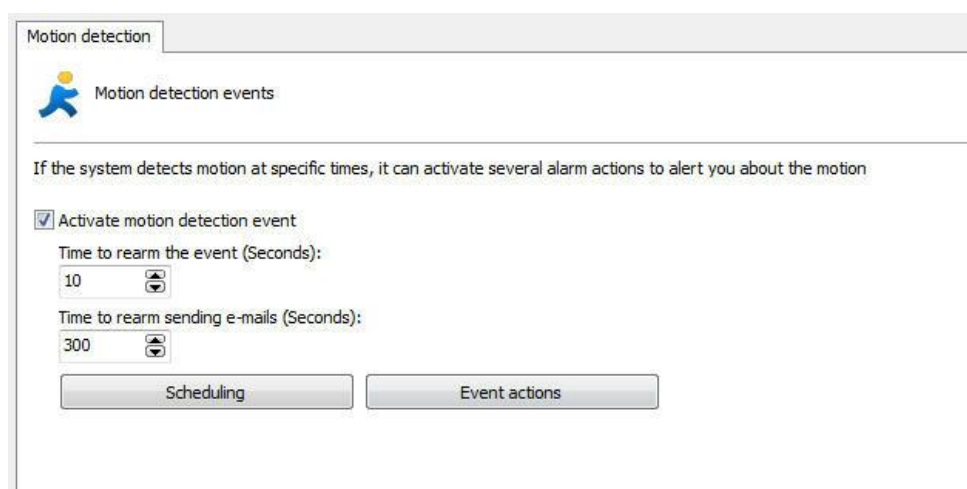 Motion detection
Motion detection events
If the system detects motion at specific times, it can activate several alarm actions to alert you about the motion
Activate motion detection event
Time to rearm the event (Seconds):
10
Time to rearm sending e-mails (Seconds):
300
Scheduling
Event actions